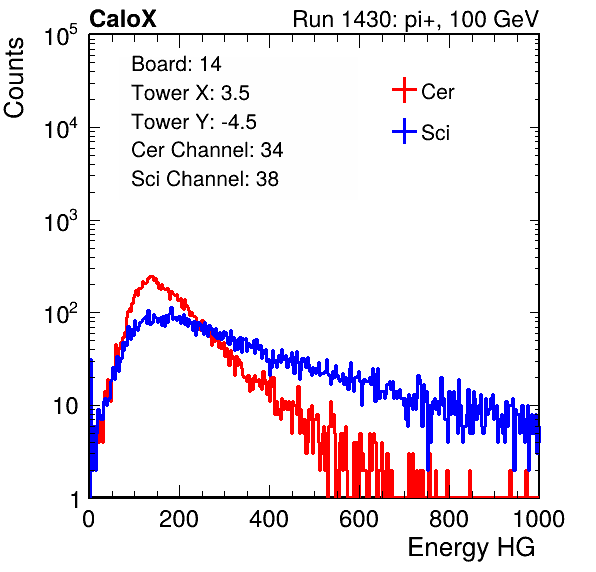 CaloX Run 1430: pi+, 100 GeV
Counts
10^5
10^4
10^3
10^2
10
1
Board: 14
Tower X: 3.5
Tower Y: -4.5
Cer Channel: 34
Sci Channel: 38
Cer
Sci
0 200 400 600 800 1000
Energy HG